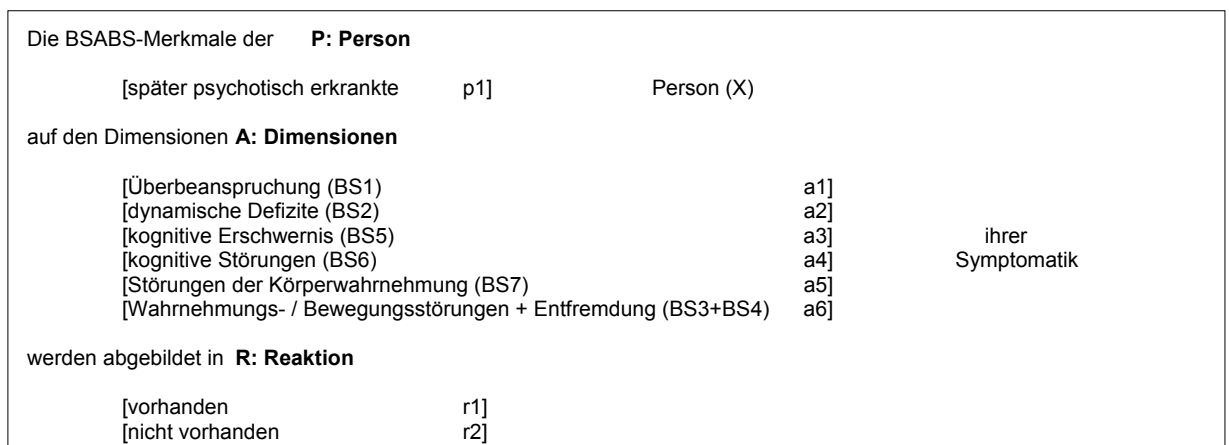 Die BSABS-Merkmale der P: Person
[später psychotisch erkrankte p1] Person (X)
auf den Dimensionen A: Dimensionen
[Überbeanspruchung (BS1) a1]
[dynamische Defizite (BS2) a2]
[kognitive Erschwernis (BS5) a3] ihrer
[kognitive Störungen (BS6) a4] Symptomatik
[Störungen der Körperwahrnehmung (BS7) a5]
[Wahrnehmungs- / Bewegungsstörungen + Entfremdung (BS3+BS4) a6]
werden abgebildet in R: Reaktion
[vorhanden r1]
[nicht vorhanden r2]